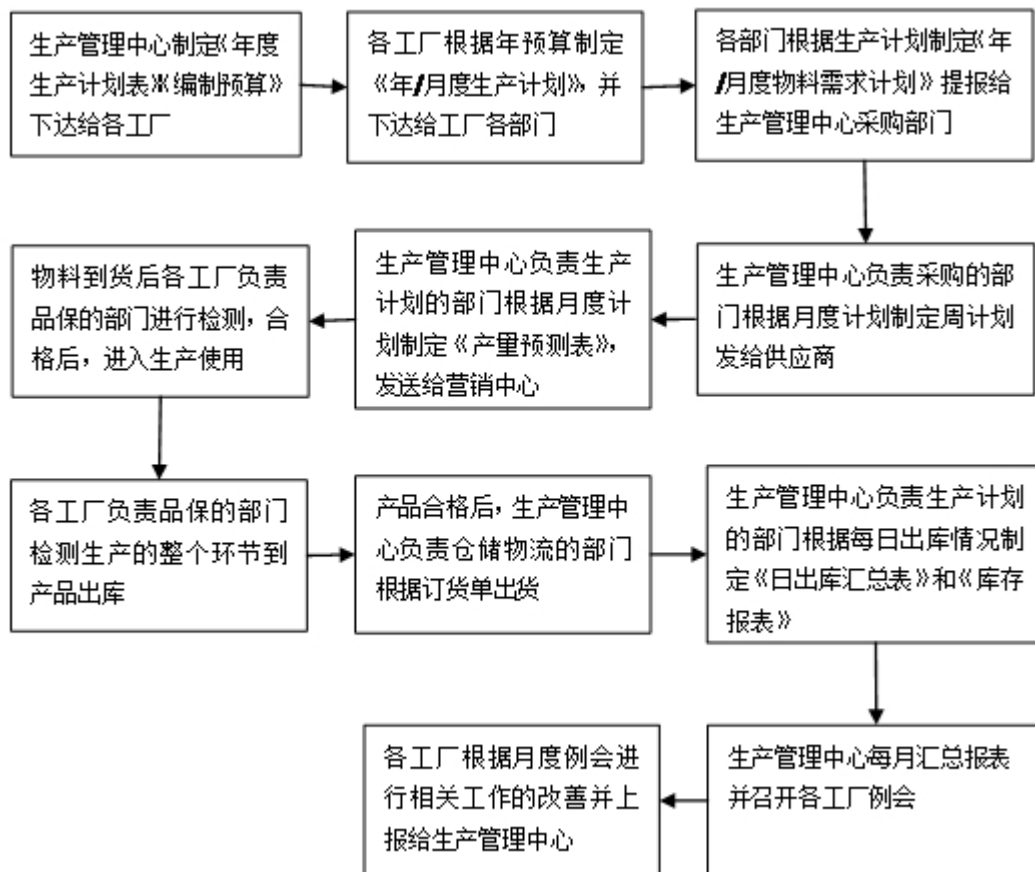 生产管理中心制定《年度
生产计划表》《编制预算》
下达给各工厂
各工厂根据年预算制定
《年/月度生产计划》，并
下达给工厂各部门
各部门根据生产计划制定《年
/月度物料需求计划》提报给
生产管理中心采购部门
生产管理中心负责采购的部
门根据月度计划制定周计划
发给供应商
生产管理中心负责生产
计划的部门根据月度计
划制定《产量预测表》，
发送给营销中心
物料到货后各工厂负责
品保的部门进行检测，合
格后，进入生产使用
各工厂负责品保的部门
检测生产的整个环节到
产品出库
产品合格后，生产管理中
心负责仓储物流的部门
根据订货单出货
生产管理中心负责生产计划
的部门根据每日出库情况制
定《日出库汇总表》和《库存
报表》
生产管理中心每月汇总报表
并召开各工厂例会
各工厂根据月度例会进
行相关工作的改善并上
报给生产管理中心